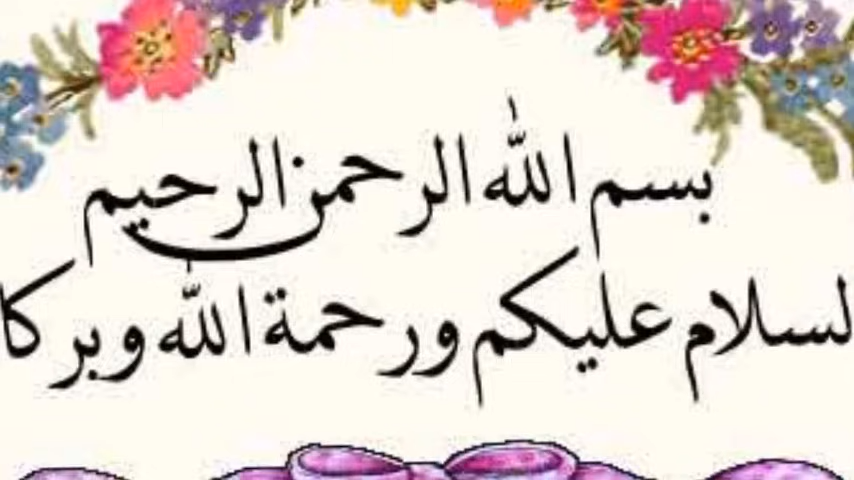 بسم الله الرحمن الرحيم
لسلام عليكم ورحمة الله وبركا